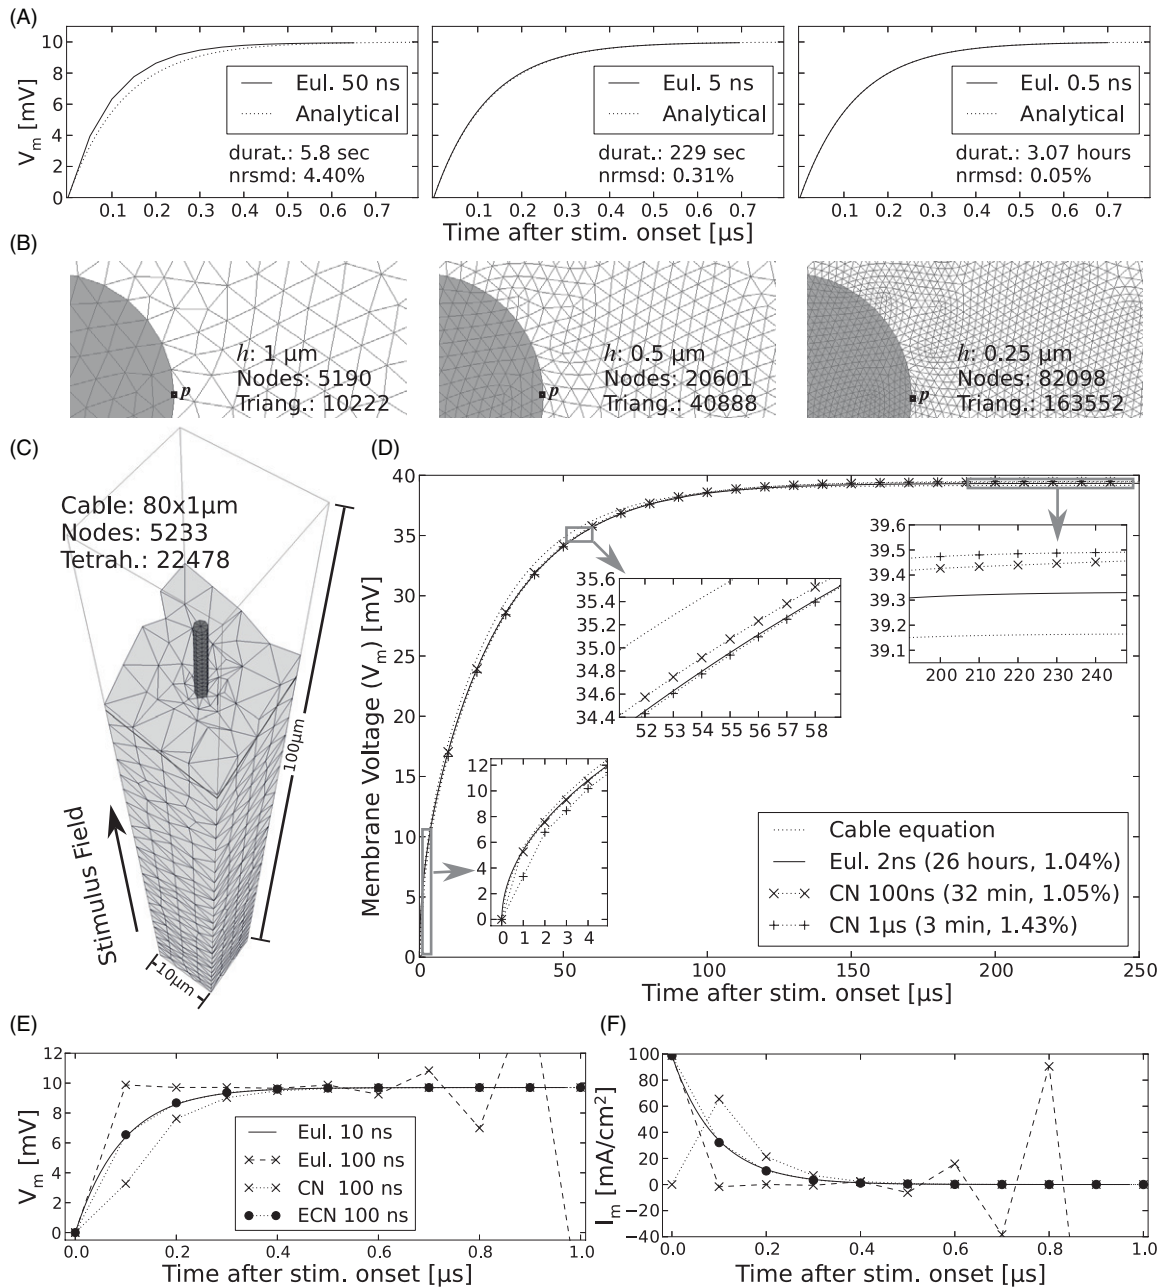 (A)
V_m [mV]
10
8
6
4
2
0
Eul. 50 ns
Analytical
durat.: 5.8 sec
nrsmd: 4.40%
0.1 0.2 0.3 0.4 0.5 0.6 0.7
Eul. 5 ns
Analytical
durat.: 229 sec
nrmsd: 0.31%
0.1 0.2 0.3 0.4 0.5 0.6 0.7
Eul. 0.5 ns
Analytical
durat.: 3.07 hours
nrmsd: 0.05%
0.1 0.2 0.3 0.4 0.5 0.6 0.7
Time after stim. onset [µs]
(B)
h: 1 µm
Nodes: 5190
Triang.: 10222
p
h: 0.5 µm
Nodes: 20601
Triang.: 40888
p
h: 0.25 µm
Nodes: 82098
Triang.: 163552
p
(C)
Cable: 80x1µm
Nodes: 5233
Tetrah.: 22478
100µm
Stimulus Field
10µm
(D)
Membrane Voltage (V_m) [mV]
40
35
30
25
20
15
10
5
0
39.6
39.5
39.4
39.3
39.2
39.1
200 210 220 230 240
35.6
35.4
35.2
35.0
34.8
34.6
34.4
52 53 54 55 56 57 58
12
10
8
6
4
2
0
0 1 2 3 4
Cable equation
Eul. 2ns (26 hours, 1.04%)
CN 100ns (32 min, 1.05%)
CN 1µs (3 min, 1.43%)
0 50 100 150 200 250
Time after stim. onset [µs]
(E)
V_m [mV]
12
10
8
6
4
2
0
Eul. 10 ns
Eul. 100 ns
CN 100 ns
ECN 100 ns
0.0 0.2 0.4 0.6 0.8 1.0
Time after stim. onset [µs]
(F)
I_m [mA/cm²]
100
80
60
40
20
0
−20
−40
0.0 0.2 0.4 0.6 0.8 1.0
Time after stim. onset [µs]